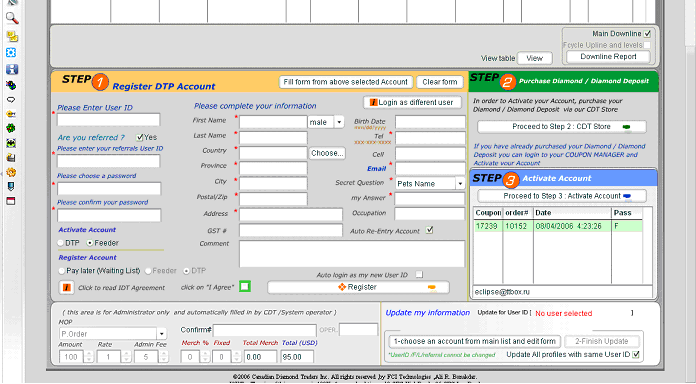 Main Downline
Fcycle Upline and levels
View table View Downline Report
STEP 1 Register DTP Account
Fill form from above selected Account Clear form
Please Enter User ID
Please complete your information
Login as different user
First Name male Birth Date
mm/dd/yyyy
Are you referred ? Yes
Last Name Tel
xxx-xxx-xxxx
Please enter your referrals User ID
Country Choose... Cell
Province Email
Please choose a password
City Secret Question Pets Name
Postal/Zip my Answer
Please confirm your password
Address Occupation
Activate Account
GST # Auto Re-Entry Account
DTP Feeder
Comment
Register Account
Pay later (Waiting List) Feeder DTP
Auto login as my new User ID
Click to read IDT Agreement click on "I Agree" Register
STEP 2 Purchase Diamond / Diamond Deposit
In order to Activate your Account, purchase your
Diamond / Diamond Deposit via our CDT Store
Proceed to Step 2 : CDT Store
If you have already purchased your Diamond / Diamond
Deposit you can login to your COUPON MANAGER and
Activate your Account
STEP 3 Activate Account
Proceed to Step 3 : Activate Account
Coupon order# Date Pass
17239 10152 08/04/2006 4:23:26 F
eclipse@ttbox.ru
( this area is for Administrator only and automatically filled in by CDT /System operator )
MOP
P.Order Confirm# OPER.
Amount Rate Admin Fee Merch % Fixed Total Merch Total (USD)
100 1 5 0 0 0.00 95.00
Update my information Update for User ID [ No user selected ]
1-choose an account from main list and edit form 2-Finish Update
*UserID /F/U/referral cannot be changed Update All profiles with same User ID
©2006 Canadian Diamond Traders Inc. All rights reserved by FCI Technologies ,Ali R. Bonakdar.